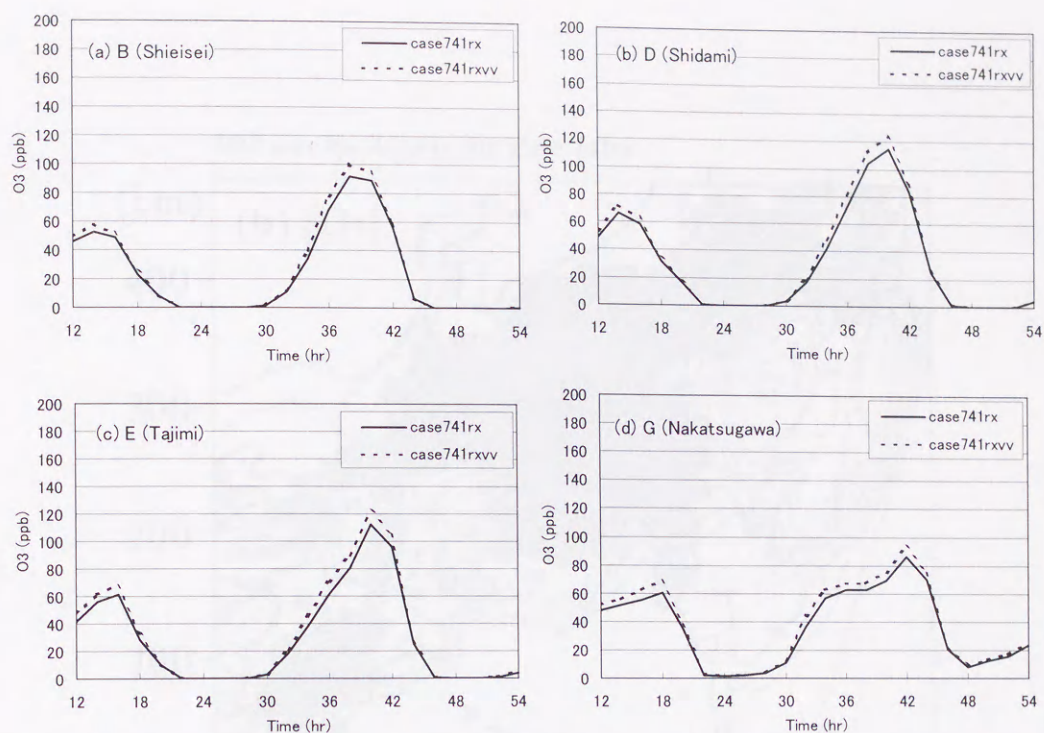 (a) B (Shieisei)
case741rx
case741rxvv
O3 (ppb)
200
180
160
140
120
100
80
60
40
20
0
12 18 24 30 36 42 48 54
Time (hr)
(b) D (Shidami)
case741rx
case741rxvv
O3 (ppb)
200
180
160
140
120
100
80
60
40
20
0
12 18 24 30 36 42 48 54
Time (hr)
(c) E (Tajimi)
case741rx
case741rxvv
O3 (ppb)
200
180
160
140
120
100
80
60
40
20
0
12 18 24 30 36 42 48 54
Time (hr)
(d) G (Nakatsugawa)
case741rx
case741rxvv
O3 (ppb)
200
180
160
140
120
100
80
60
40
20
0
12 18 24 30 36 42 48 54
Time (hr)